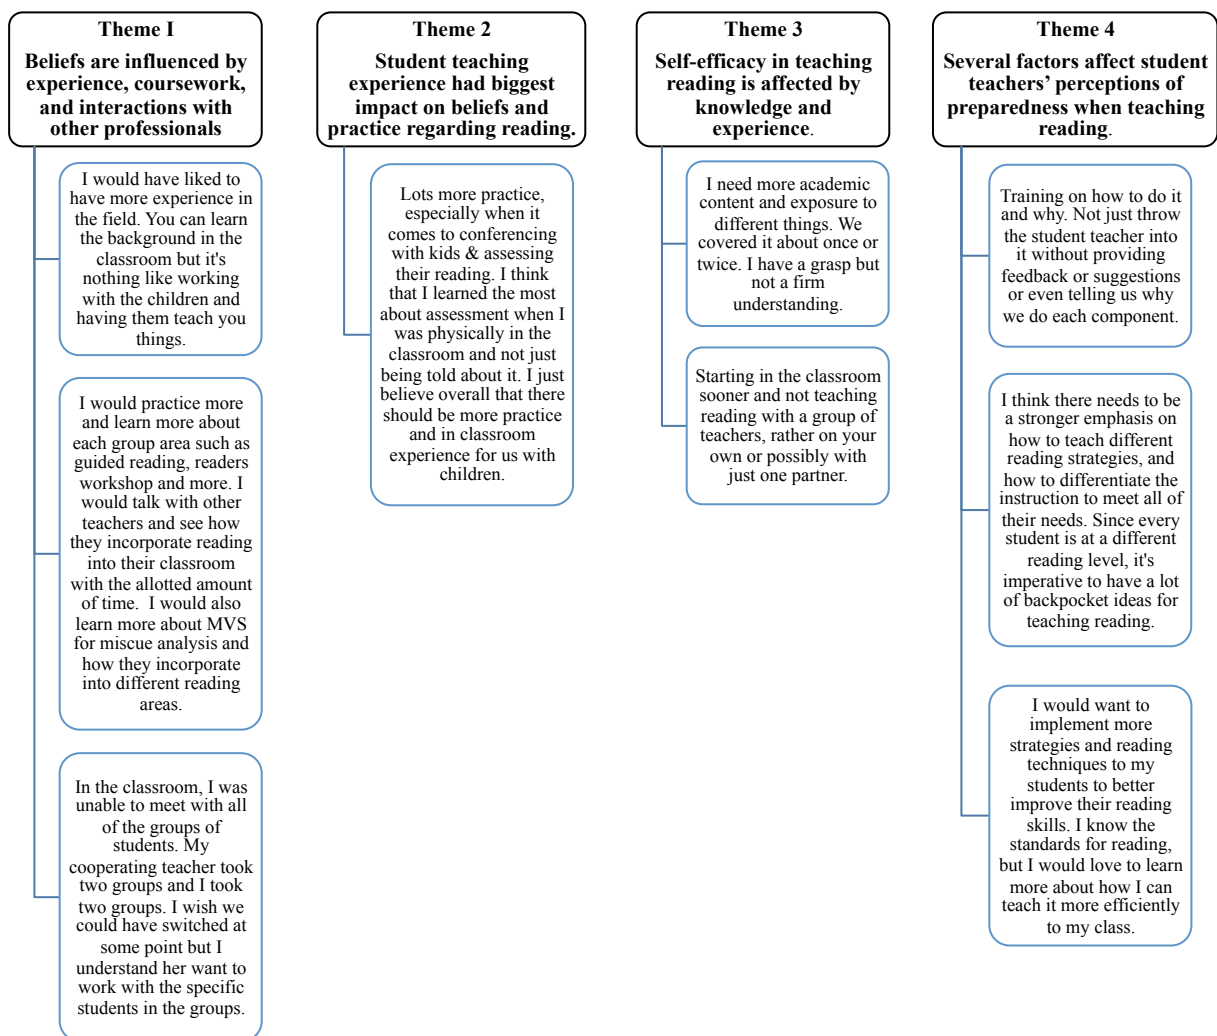 Theme I
Beliefs are influenced by
experience, coursework,
and interactions with
other professionals
I would have liked to
have more experience in
the field. You can learn
the background in the
classroom but it's
nothing like working
with the children and
having them teach you
things.
I would practice more
and learn more about
each group area such as
guided reading, readers
workshop and more. I
would talk with other
teachers and see how
they incorporate reading
into their classroom
with the allotted amount
of time.  I would also
learn more about MVS
for miscue analysis and
how they incorporate
into different reading
areas.
In the classroom, I was
unable to meet with all
of the groups of
students. My
cooperating teacher took
two groups and I took
two groups. I wish we
could have switched at
some point but I
understand her want to
work with the specific
students in the groups.
Theme 2
Student teaching
experience had biggest
impact on beliefs and
practice regarding reading.
Lots more practice,
especially when it
comes to conferencing
with kids & assessing
their reading. I think
that I learned the most
about assessment when I
was physically in the
classroom and not just
being told about it. I just
believe overall that there
should be more practice
and in classroom
experience for us with
children.
Theme 3
Self-efficacy in teaching
reading is affected by
knowledge and
experience.
I need more academic
content and exposure to
different things. We
covered it about once or
twice. I have a grasp but
not a firm
understanding.
Starting in the classroom
sooner and not teaching
reading with a group of
teachers, rather on your
own or possibly with
just one partner.
Theme 4
Several factors affect student
teachers’ perceptions of
preparedness when teaching
reading.
Training on how to do it
and why. Not just throw
the student teacher into
it without providing
feedback or suggestions
or even telling us why
we do each component.
I think there needs to be
a stronger emphasis on
how to teach different
reading strategies, and
how to differentiate the
instruction to meet all of
their needs. Since every
student is at a different
reading level, it's
imperative to have a lot
of backpocket ideas for
teaching reading.
I would want to
implement more
strategies and reading
techniques to my
students to better
improve their reading
skills. I know the
standards for reading,
but I would love to learn
more about how I can
teach it more efficiently
to my class.